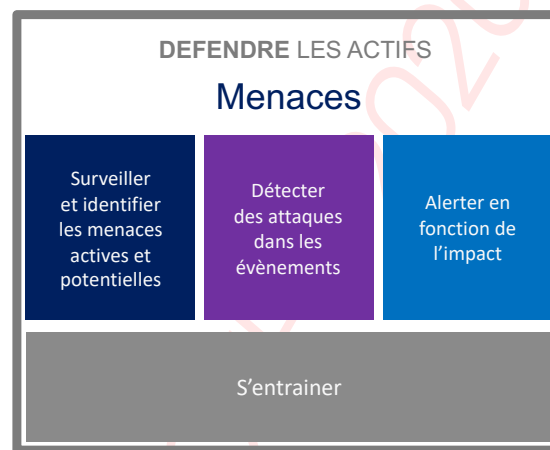 DEFENDRE LES ACTIFS
Menaces
Surveiller
et identifier
les menaces
actives et
potentielles
Détecter
des attaques
dans les
évènements
Alerter en
fonction de
l'impact
S'entrainer